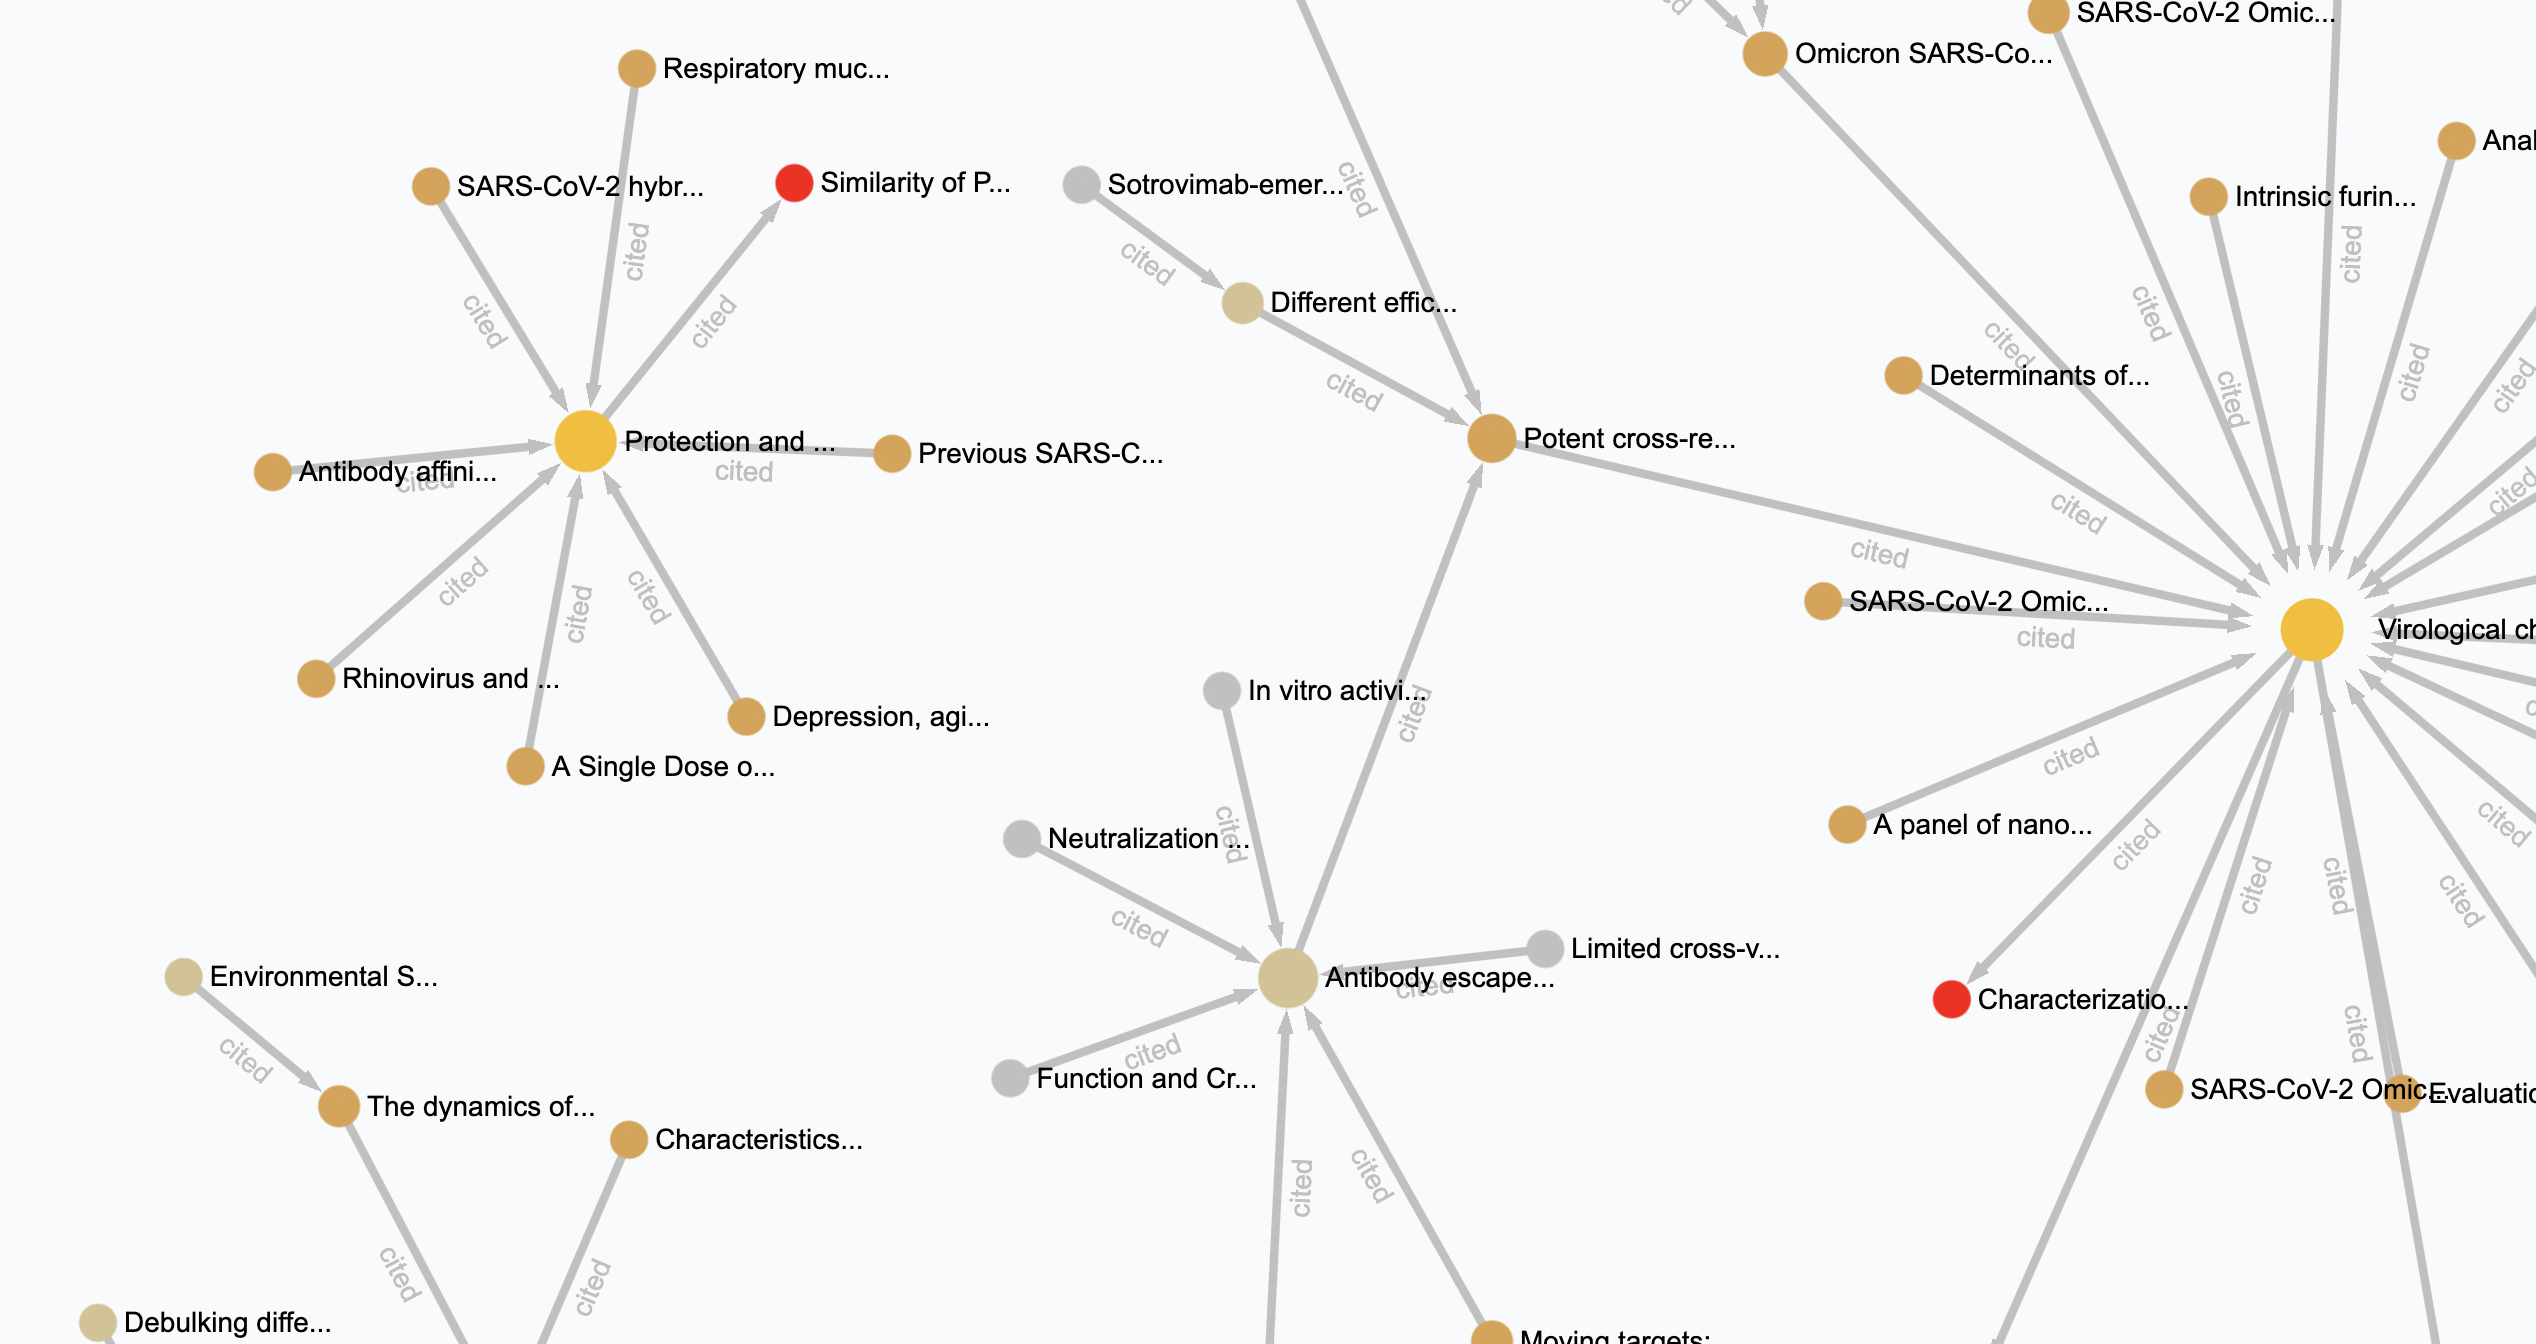 SARS-CoV-2 Omic...
Omicron SARS-Co...
Respiratory muc...
Anal
SARS-CoV-2 hybr...
Similarity of P...
Sotrovimab-emer...
cited
Intrinsic furin...
cited
cited
cited
Different effic...
cited
cited
cited
cited
cited
Determinants of...
cited
cited
cited
cited
Protection and ...
Potent cross-re...
Previous SARS-C...
Antibody affini...
cited
cited
cited
cited
cited
cited
cited
cited
SARS-CoV-2 Omic...
cited
cited
Virological ch
Rhinovirus and ...
In vitro activi...
cited
Depression, agi...
A Single Dose o...
cited
Neutralization ...
cited
A panel of nano...
cited
cited
cited
cited
cited
cited
Limited cross-v...
Environmental S...
Antibody escape...
cited
Characterizatio...
cited
cited
cited
cited
Function and Cr...
SARS-CoV-2 Omic...
Evaluatio
The dynamics of...
Characteristics...
cited
cited
cited
cited
Debulking diffe...
Moving targets: